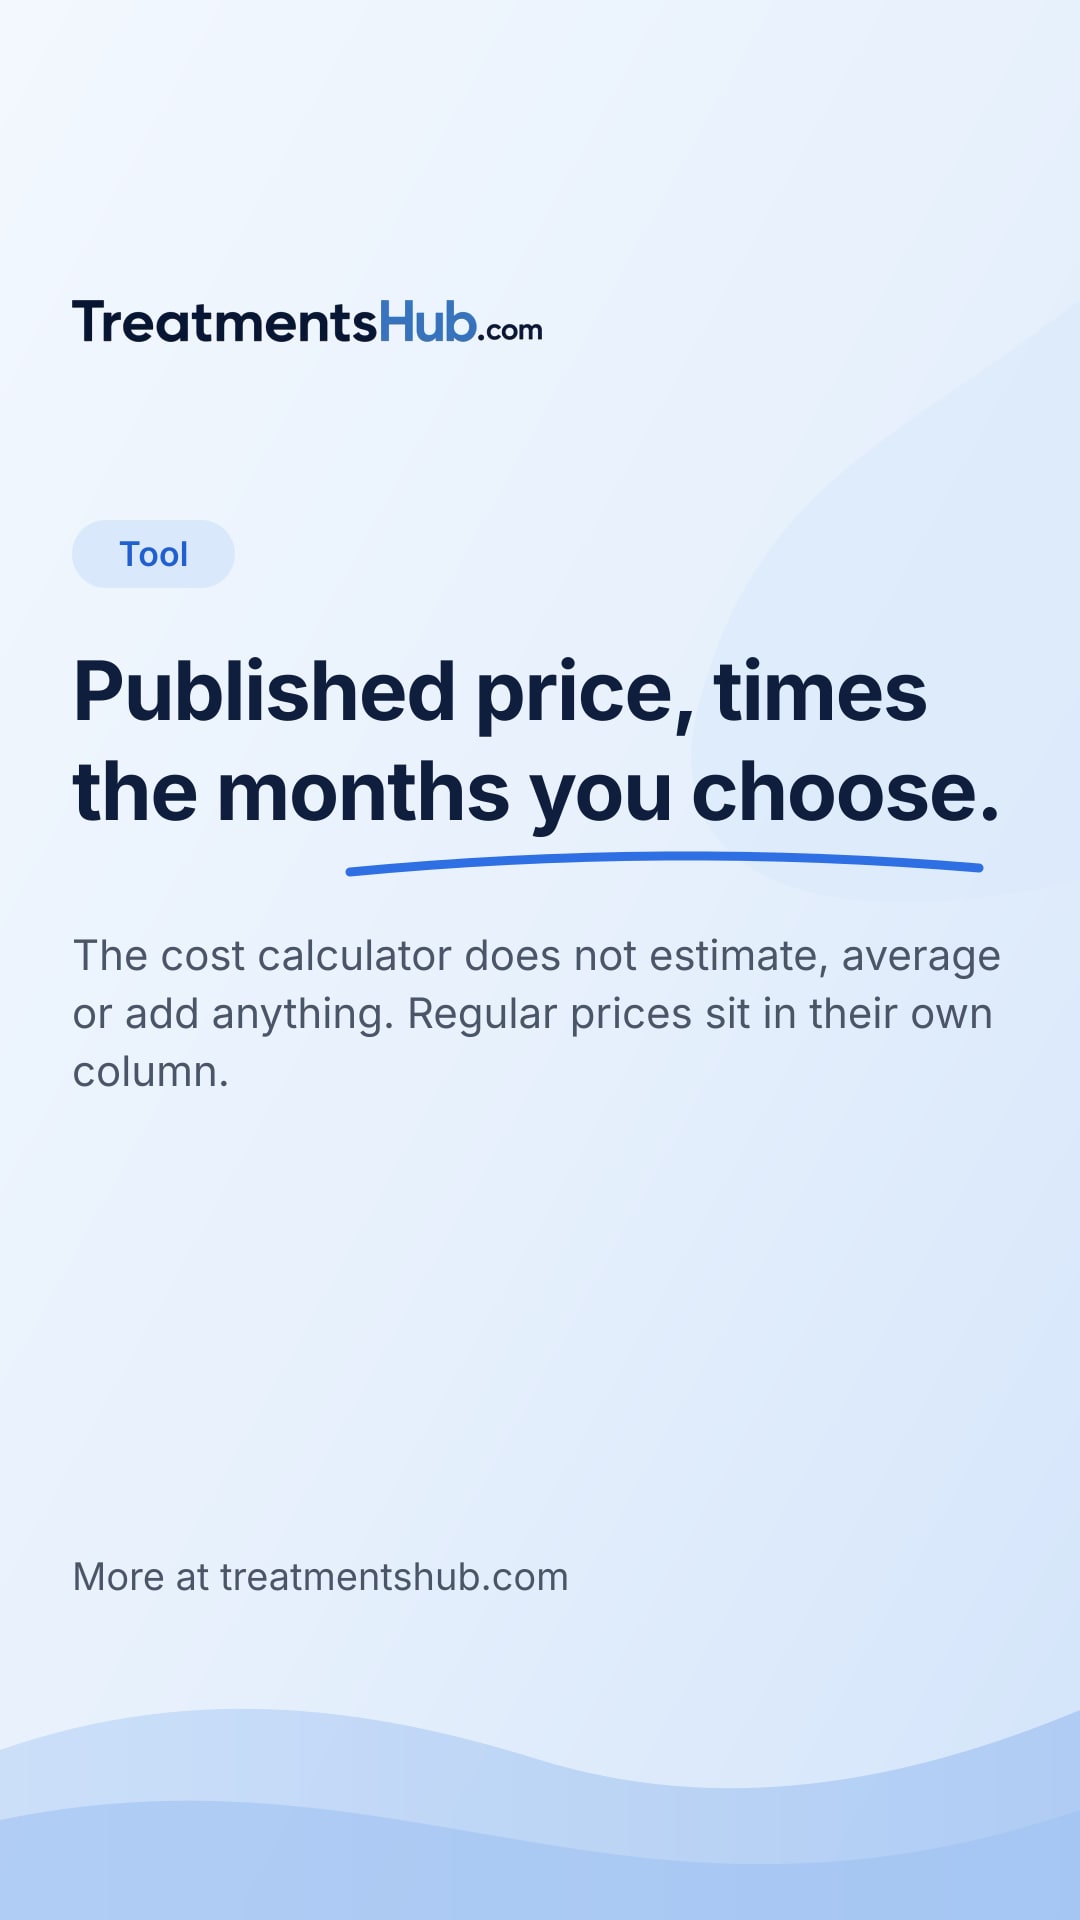 TreatmentsHub.com
Tool
Published price, times
the months you choose.
The cost calculator does not estimate, average
or add anything. Regular prices sit in their own
column.
More at treatmentshub.com